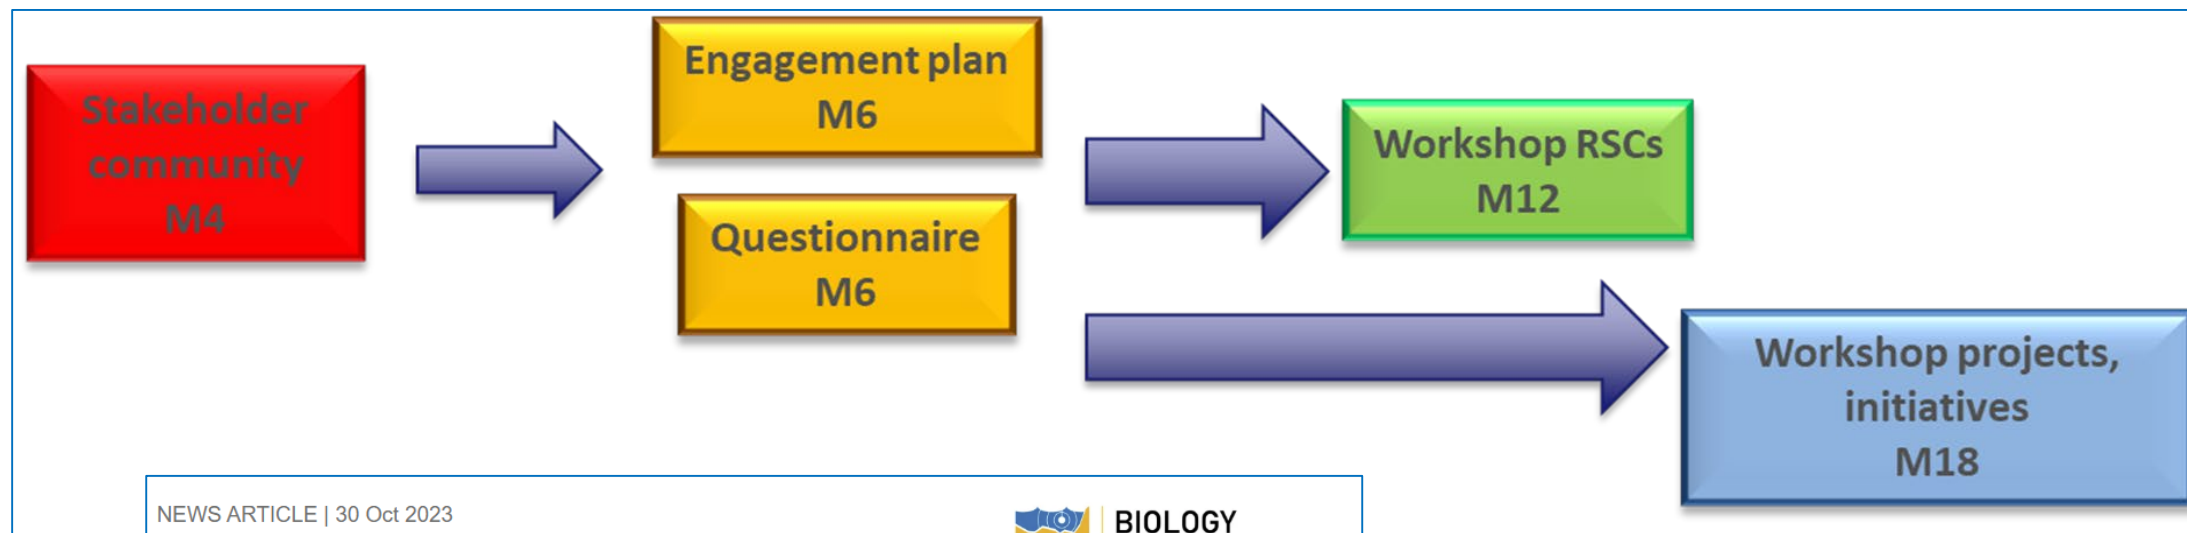 Stakeholder
community
M4
Engagement plan
M6
Questionnaire
M6
Workshop RSCs
M12
Workshop projects,
initiatives
M18
NEWS ARTICLE | 30 Oct 2023
BIOLOGY